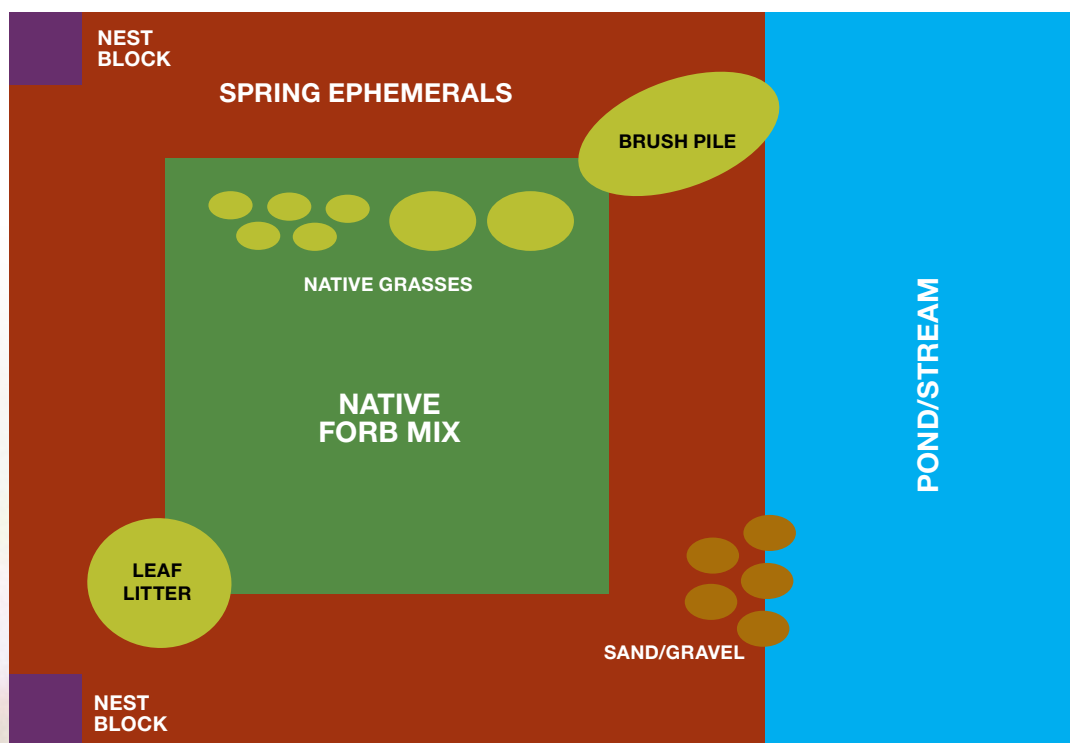 NEST
BLOCK
SPRING EPHEMERALS
BRUSH PILE
NATIVE GRASSES
NATIVE
FORB MIX
POND/STREAM
LEAF
LITTER
SAND/GRAVEL
NEST
BLOCK